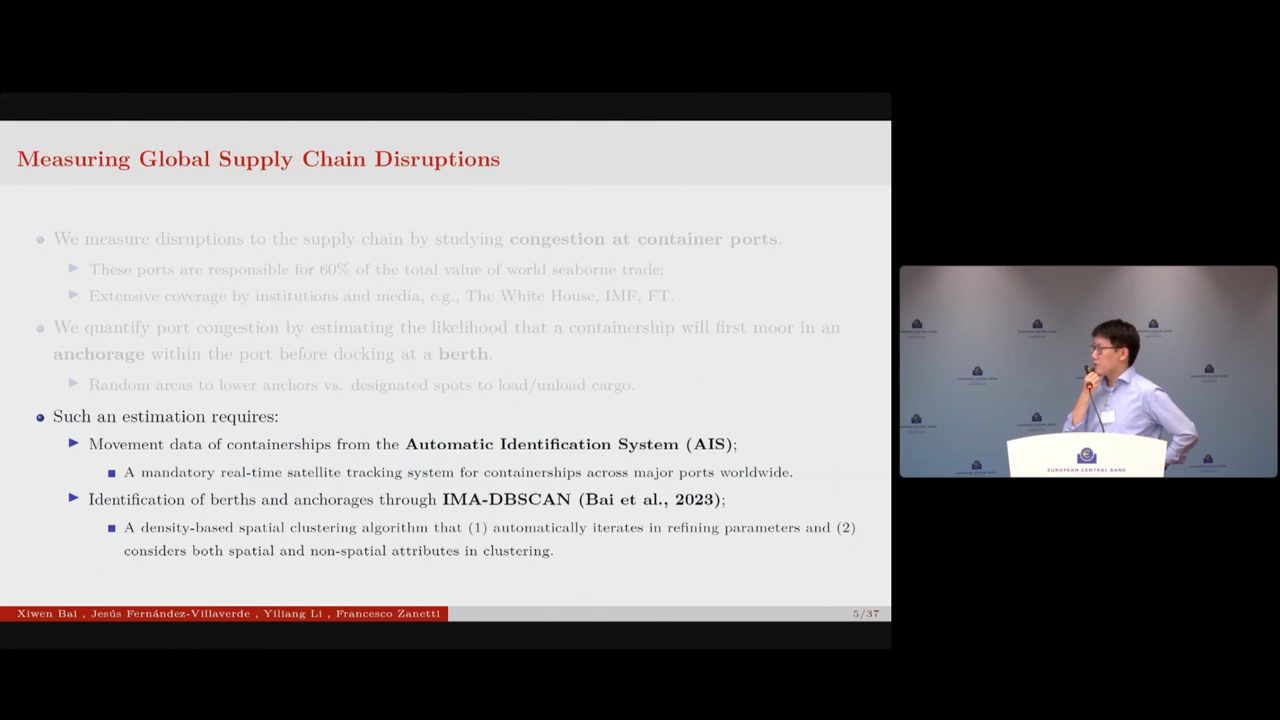 Measuring Global Supply Chain Disruptions
We measure disruptions to the supply chain by studying congestion at container ports.
These ports are responsible for 60% of the total value of world seaborne trade;
Extensive coverage by institutions and media, e.g., The White House, IMF, FT.
We quantify port congestion by estimating the likelihood that a containership will first moor in an
anchorage within the port before docking at a berth.
Random areas to lower anchors vs. designated spots to load/unload cargo.
Such an estimation requires:
Movement data of containerships from the Automatic Identification System (AIS);
A mandatory real-time satellite tracking system for containerships across major ports worldwide.
Identification of berths and anchorages through IMA-DBSCAN (Bai et al., 2023);
A density-based spatial clustering algorithm that (1) automatically iterates in refining parameters and (2)
considers both spatial and non-spatial attributes in clustering.
Xiwen Bai , Jesús Fernández-Villaverde , Yiliang Li , Francesco Zanetti
5/37
EUROPEAN CENTRAL BANK